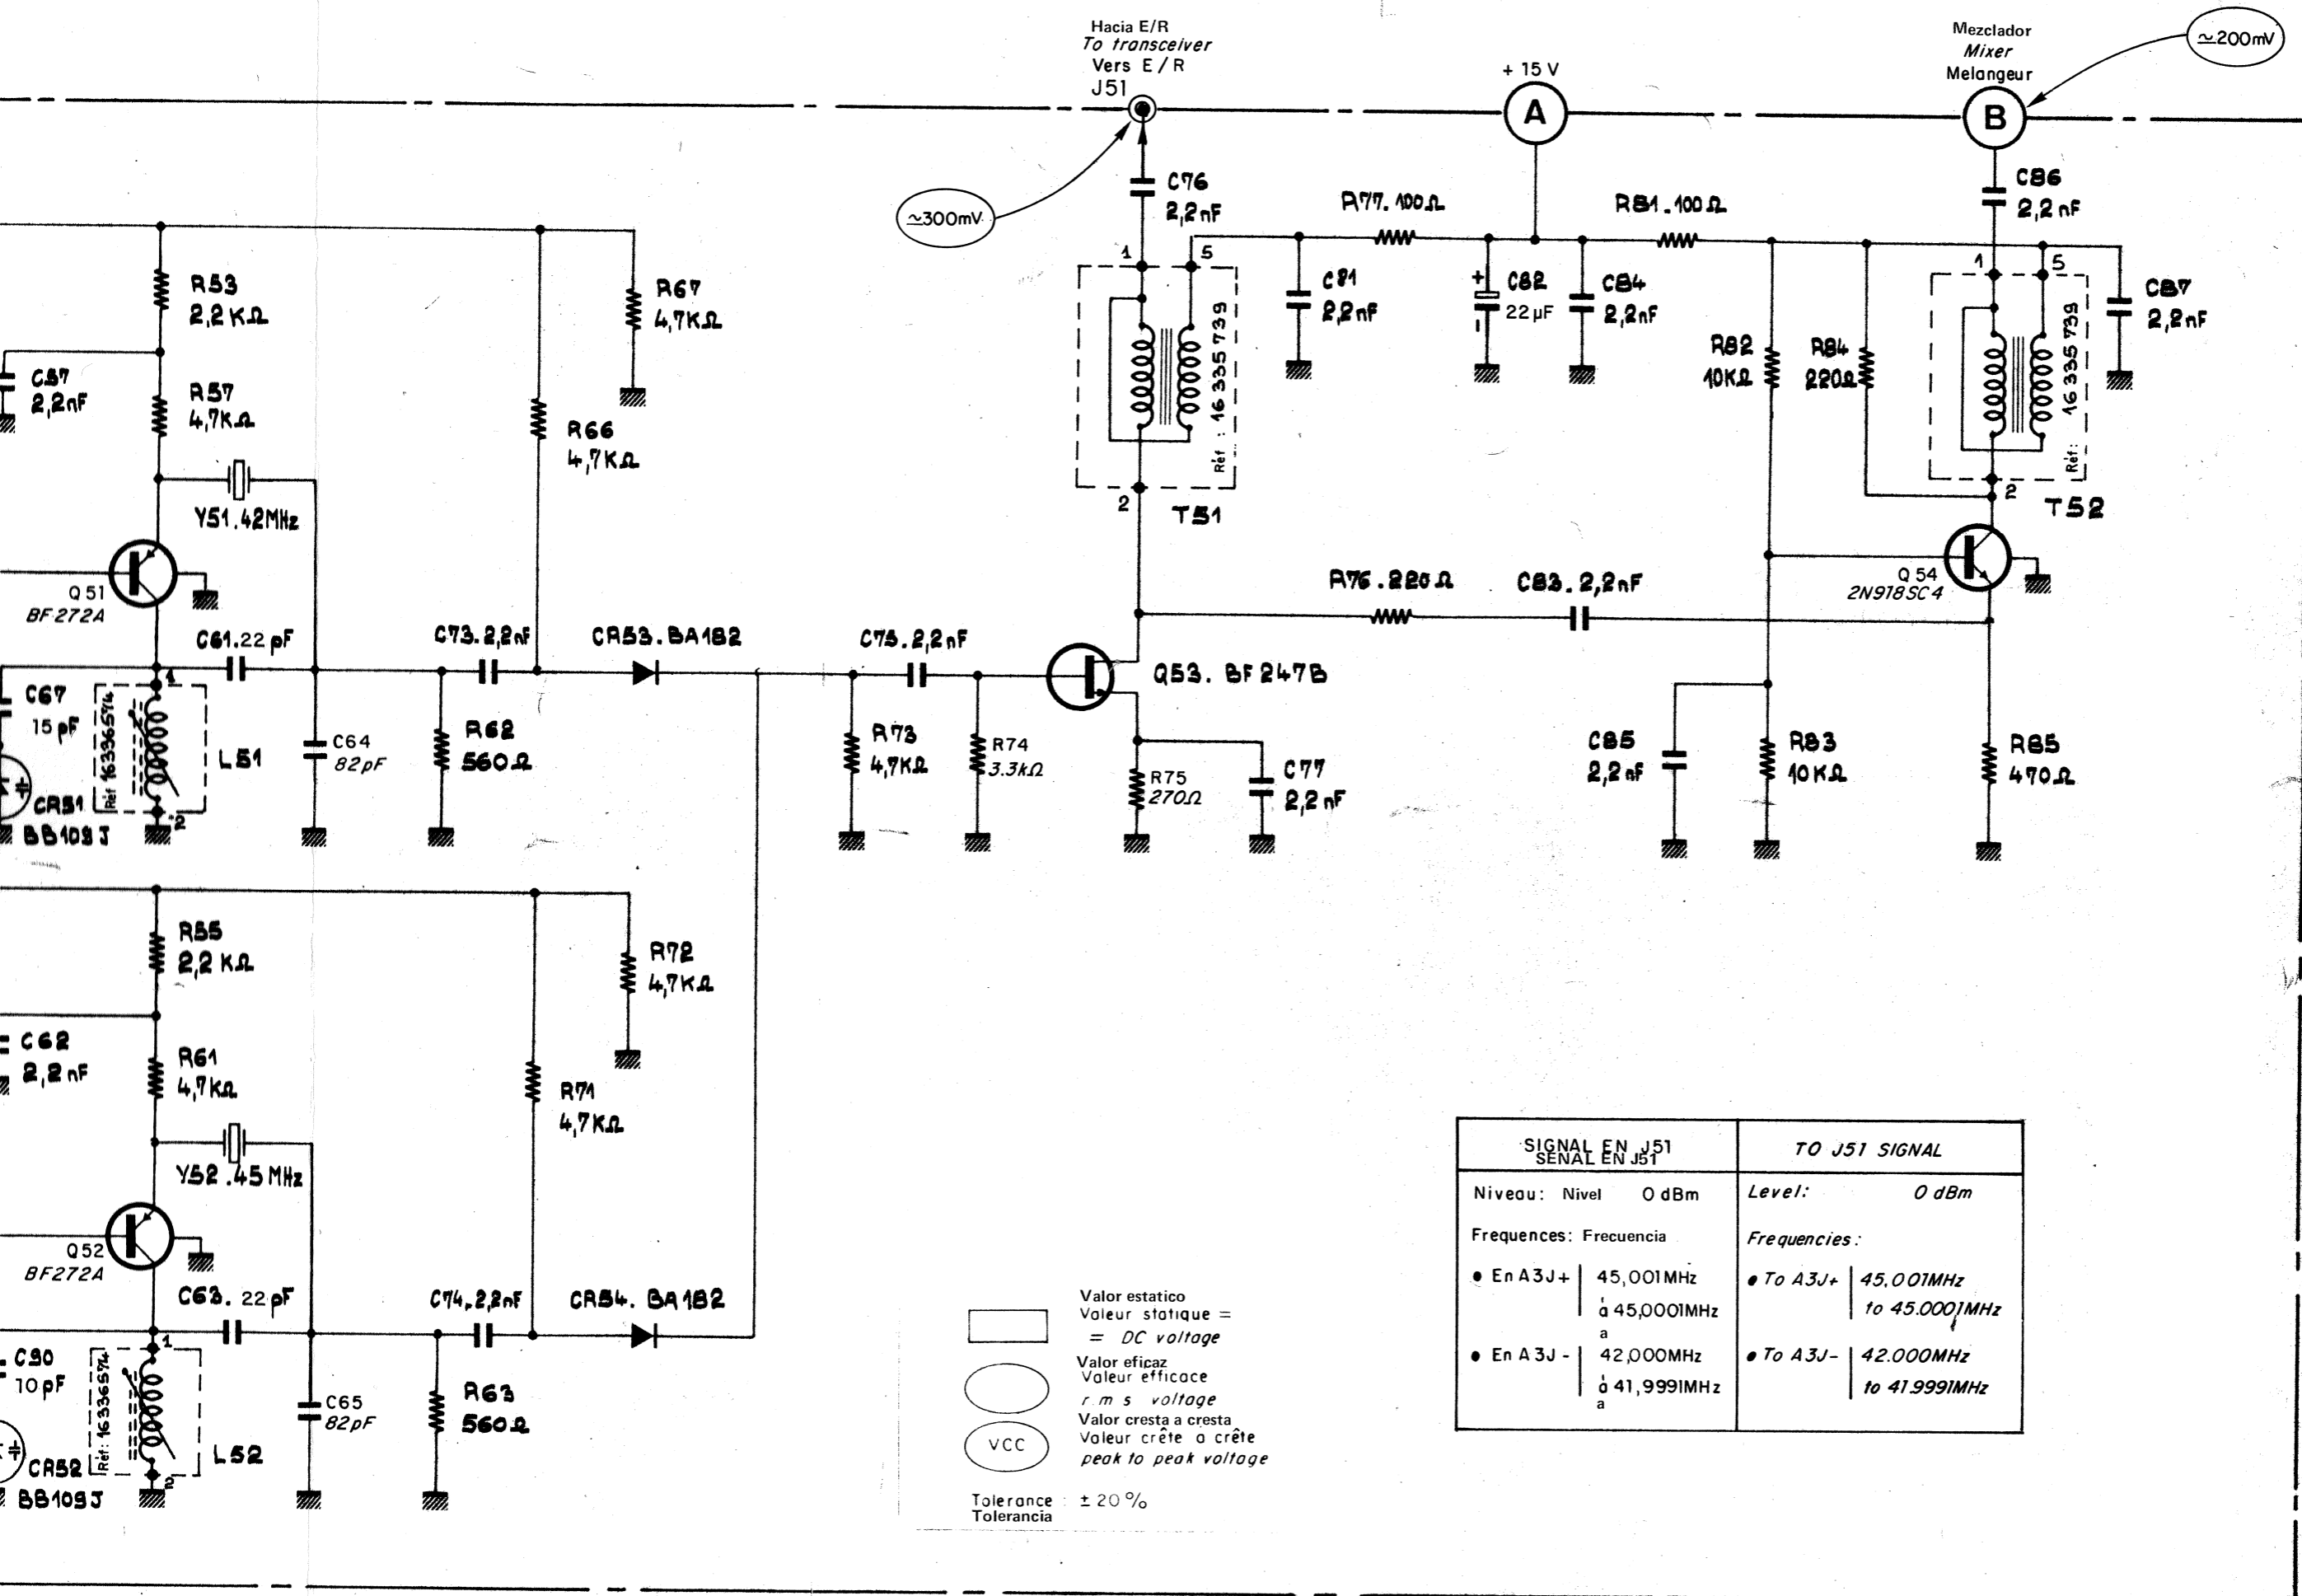 Hacia E/R
To transceiver
Vers E/R
J51
+ 15 V
A
Mezclador
Mixer
Melangeur
B
≃200mV
≃300mV
C76
2,2nF
R77.100Ω
R81.100Ω
C86
2,2nF
R53
2,2KΩ
R67
4,7KΩ
1
5
C81
2,2nF
+
C82
22µF
-
C84
2,2nF
1
5
C87
2,2nF
Réf : 16 335 739
R82
10KΩ
R84
220Ω
Réf: 16 335 739
C57
2,2nF
R57
4,7KΩ
R66
4,7KΩ
Y51.42MHz
2
T51
2
T52
Q51
BF272A
R76.220Ω
C83.2,2nF
Q54
2N918SC4
C61.22pF
C73.2,2nF
CR53.BA182
C75.2,2nF
Q53. BF247B
C67
15pF
Réf 16336574
1
L51
2
C64
82pF
R62
560Ω
R73
4,7KΩ
R74
3.3kΩ
R75
270Ω
C77
2,2nF
C85
2,2nF
R83
10KΩ
R85
470Ω
CR51
BB109J
R55
2,2KΩ
R72
4,7KΩ
C62
2,2nF
R61
4,7KΩ
R71
4,7KΩ
Y52.45MHz
Q52
BF272A
C63. 22pF
C74.2,2nF
CR54. BA182
C90
10pF
Réf: 16336574
1
L52
2
C65
82pF
R63
560Ω
CR52
BB109J
Valor estatico
Valeur statique =
= DC voltage
Valor eficaz
Valeur efficace
r m s voltage
VCC
Valor cresta a cresta
Valeur crête a crête
peak to peak voltage
Tolerance : ± 20 %
Tolerancia
SIGNAL EN J51
SENAL EN J51
TO J51 SIGNAL
Niveau: Nivel 0 dBm
Level: 0 dBm
Frequences: Frecuencia
Frequencies:
• En A3J+ 45,001MHz
à 45,0001MHz
a
• To A3J+ 45,001MHz
to 45.0001MHz
• En A3J - 42,000MHz
à 41,9991MHz
a
• To A3J- 42.000MHz
to 41.9991MHz